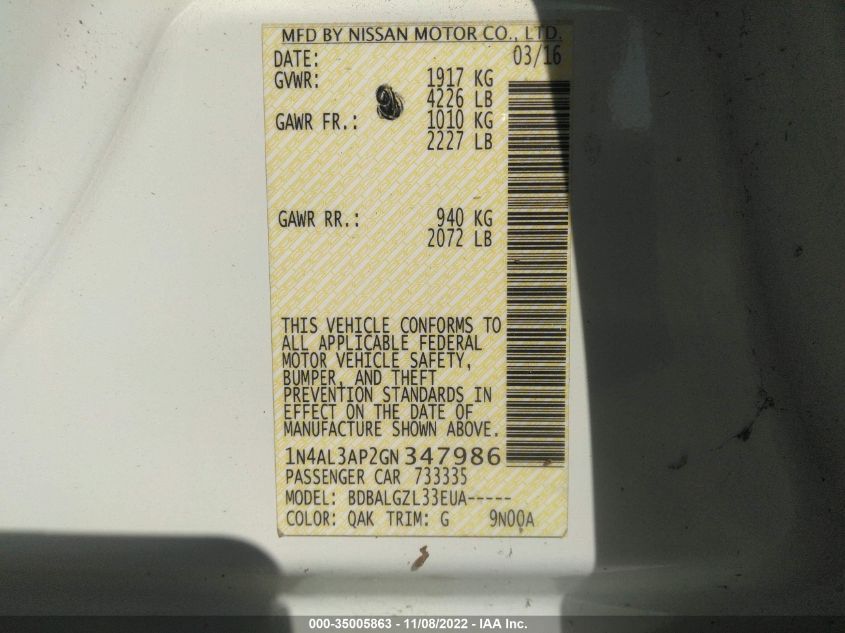 MFD BY NISSAN MOTOR CO., LTD.
DATE: 03/16
GVWR: 1917 KG
4226 LB
GAWR FR.: 1010 KG
2227 LB
GAWR RR.: 940 KG
2072 LB
THIS VEHICLE CONFORMS TO
ALL APPLICABLE FEDERAL
MOTOR VEHICLE SAFETY,
BUMPER, AND THEFT
PREVENTION STANDARDS IN
EFFECT ON THE DATE OF
MANUFACTURE SHOWN ABOVE.
1N4AL3AP2GN347986
PASSENGER CAR 733335
MODEL: BDBALGZL33EUA-----
COLOR: QAK TRIM: G 9N00A
000-35005863 - 11/08/2022 - IAA Inc.